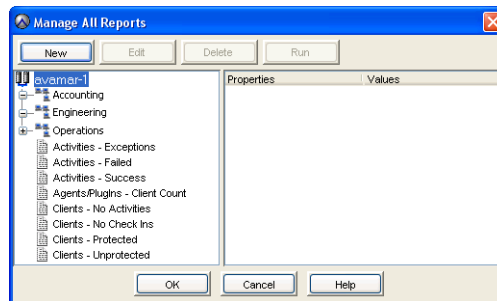 Manage All Reports
New Edit Delete Run
avamar-1
Properties Values
Accounting
Engineering
Operations
Activities - Exceptions
Activities - Failed
Activities - Success
Agents/PlugIns - Client Count
Clients - No Activities
Clients - No Check Ins
Clients - Protected
Clients - Unprotected
OK Cancel Help